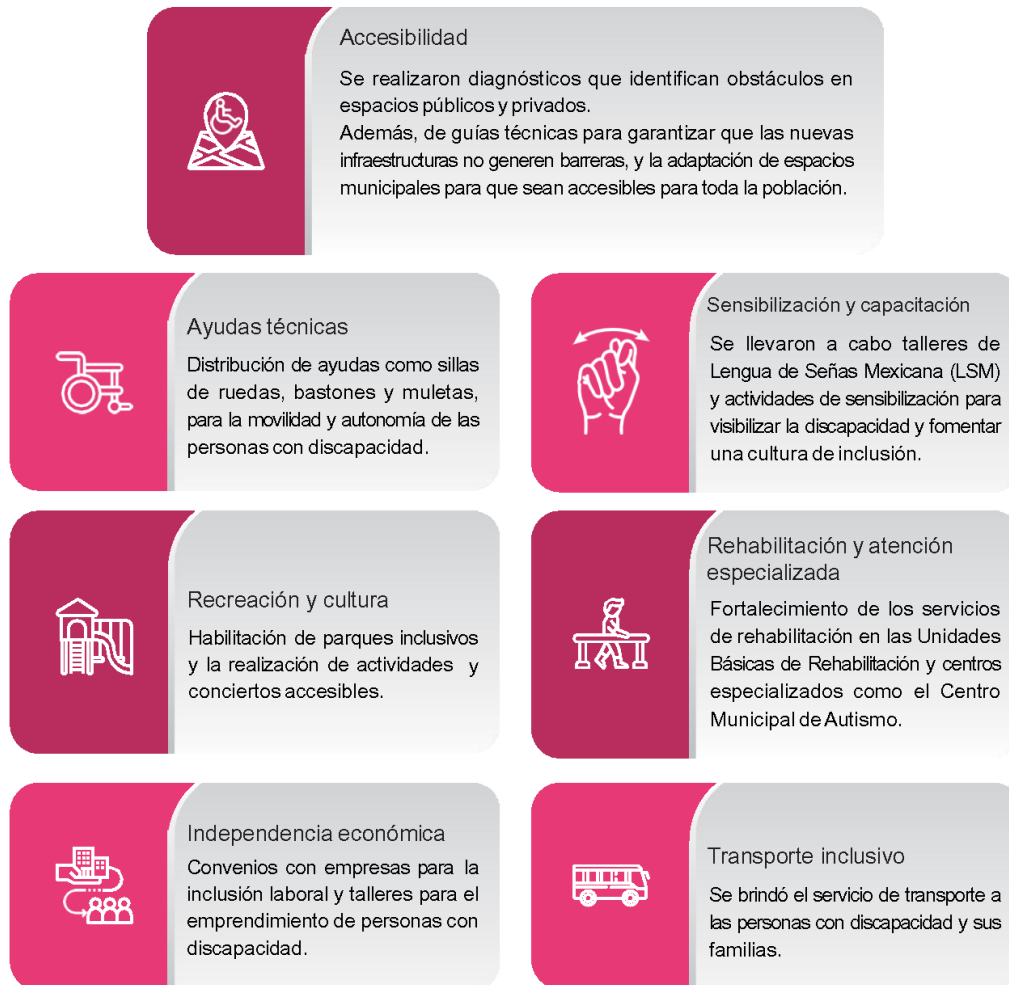 Accesibilidad
Se realizaron diagnósticos que identifican obstáculos en
espacios públicos y privados.
Además, de guías técnicas para garantizar que las nuevas
infraestructuras no generen barreras, y la adaptación de espacios
municipales para que sean accesibles para toda la población.
Ayudas técnicas
Distribución de ayudas como sillas
de ruedas, bastones y muletas,
para la movilidad y autonomía de las
personas con discapacidad.
Sensibilización y capacitación
Se llevaron a cabo talleres de
Lengua de Señas Mexicana (LSM)
y actividades de sensibilización para
visibilizar la discapacidad y fomentar
una cultura de inclusión.
Recreación y cultura
Habilitación de parques inclusivos
y la realización de actividades y
conciertos accesibles.
Rehabilitación y atención
especializada
Fortalecimiento de los servicios
de rehabilitación en las Unidades
Básicas de Rehabilitación y centros
especializados como el Centro
Municipal de Autismo.
Independencia económica
Convenios con empresas para la
inclusión laboral y talleres para el
emprendimiento de personas con
discapacidad.
Transporte inclusivo
Se brindó el servicio de transporte a
las personas con discapacidad y sus
familias.